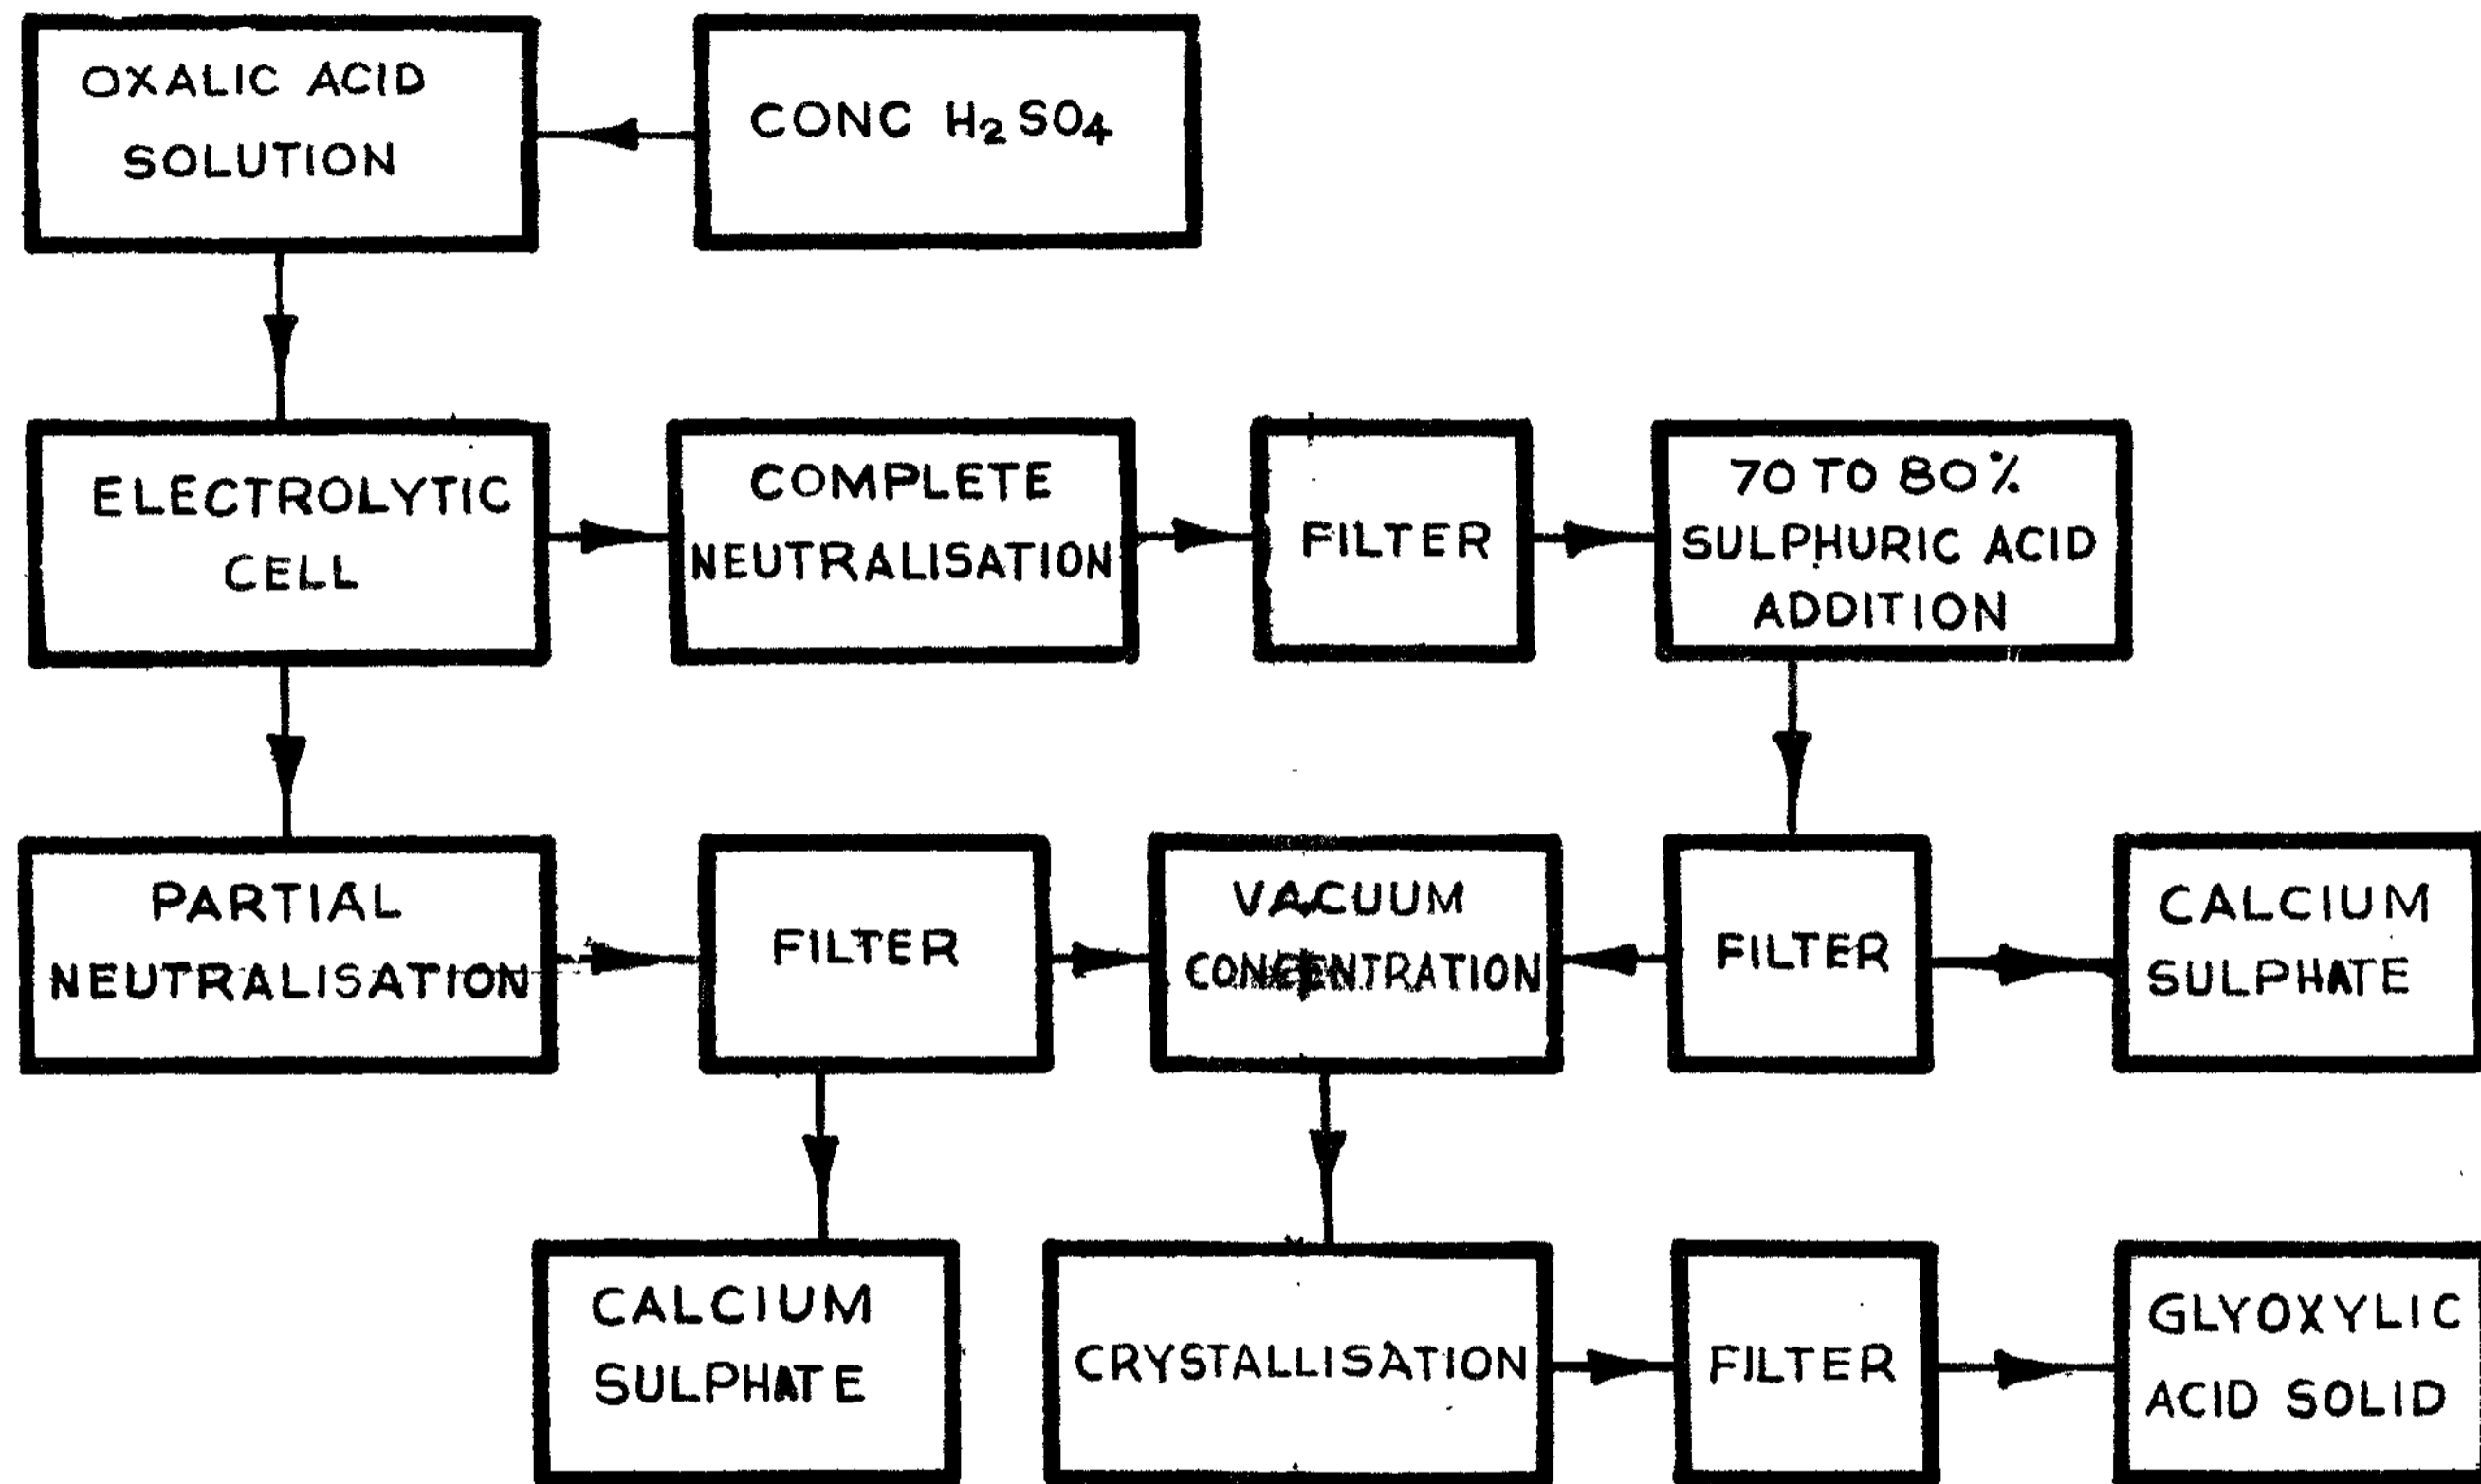 OXALIC ACID
SOLUTION
CONC H₂SO₄
ELECTROLYTIC
CELL
COMPLETE
NEUTRALISATION
FILTER
70 TO 80%
SULPHURIC ACID
ADDITION
PARTIAL
NEUTRALISATION
FILTER
VACUUM
CONCENTRATION
FILTER
CALCIUM
SULPHATE
CALCIUM
SULPHATE
CRYSTALLISATION
FILTER
GLYOXYLIC
ACID SOLID